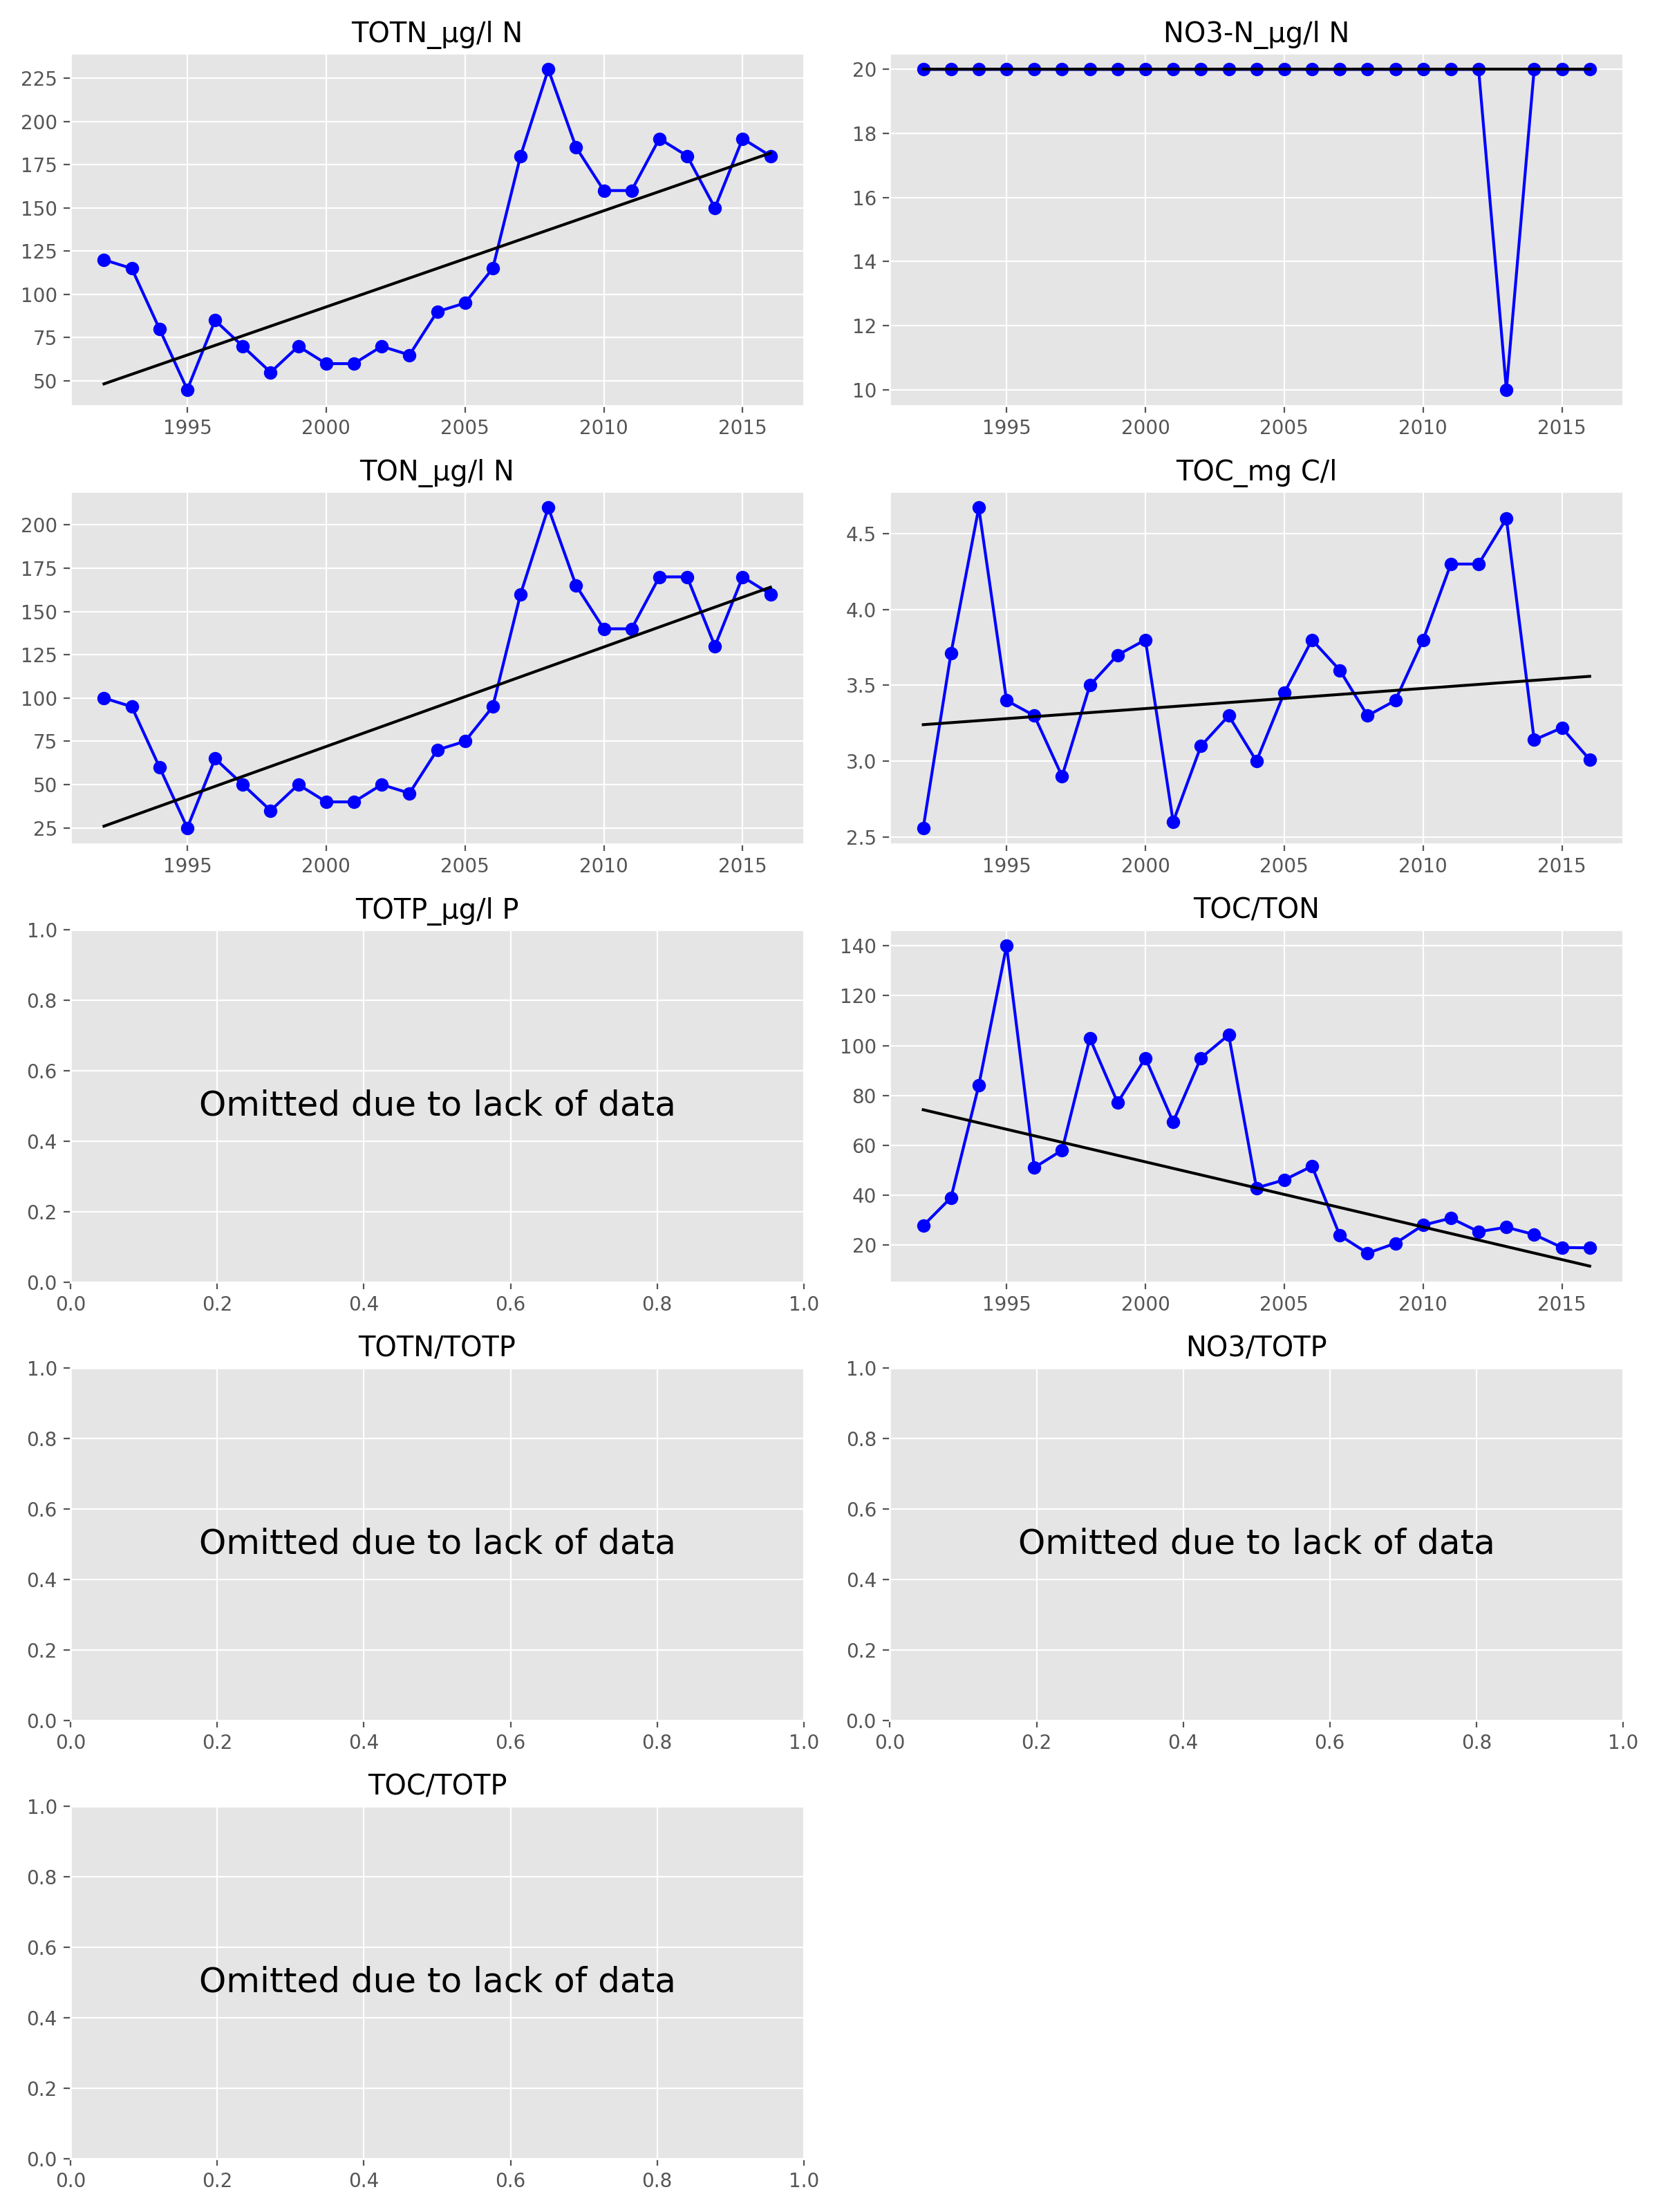 TOTN_µg/l N
NO3-N_µg/l N
225
200
175
150
125
100
75
50
1995 2000 2005 2010 2015
20
18
16
14
12
10
1995 2000 2005 2010 2015
TON_µg/l N
TOC_mg C/l
200
175
150
125
100
75
50
25
1995 2000 2005 2010 2015
4.5
4.0
3.5
3.0
2.5
1995 2000 2005 2010 2015
TOTP_µg/l P
TOC/TON
1.0
0.8
0.6
Omitted due to lack of data
0.4
0.2
0.0
0.0 0.2 0.4 0.6 0.8 1.0
140
120
100
80
60
40
20
1995 2000 2005 2010 2015
TOTN/TOTP
NO3/TOTP
1.0
0.8
0.6
Omitted due to lack of data
0.4
0.2
0.0
0.0 0.2 0.4 0.6 0.8 1.0
1.0
0.8
0.6
Omitted due to lack of data
0.4
0.2
0.0
0.0 0.2 0.4 0.6 0.8 1.0
TOC/TOTP
1.0
0.8
0.6
Omitted due to lack of data
0.4
0.2
0.0
0.0 0.2 0.4 0.6 0.8 1.0